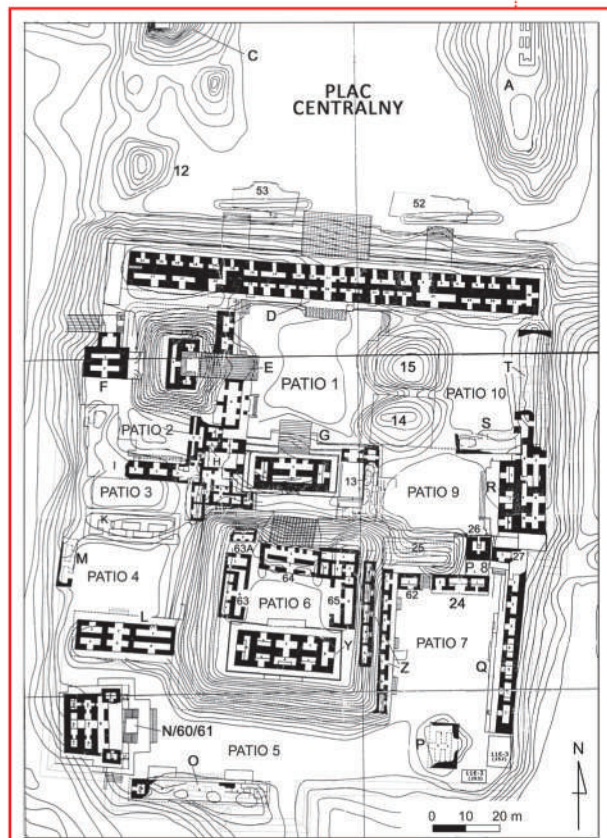 C
PLAC
CENTRALNY
A
12
53
52
D
E
PATIO 1
15
T
PATIO 10
F
14
S
PATIO 2
G
H
I
13
R
PATIO 3
PATIO 9
K
26
25
27
63A
M
64
P. 8
PATIO 4
62
24
63
PATIO 6
65
L
PATIO 7
Y
Q
Z
N/60/61
P
PATIO 5
N
O
0 10 20 m